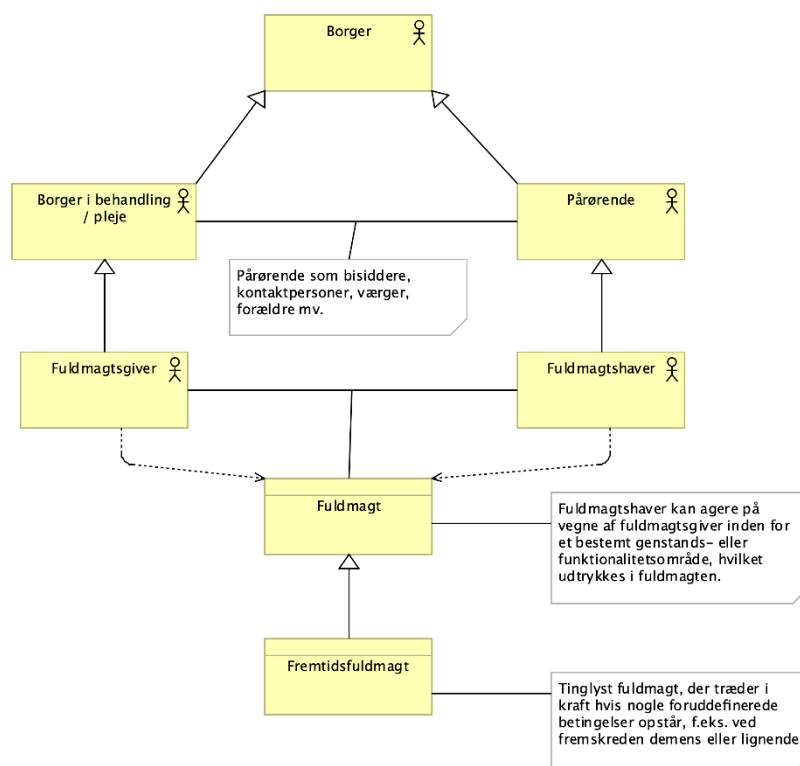 Borger
Borger i behandling
/ pleje
Pårørende
Pårørende som bisiddere,
kontaktpersoner, værger,
forældre mv.
Fuldmagtsgiver
Fuldmagtshaver
Fuldmagt
Fuldmagtshaver kan agere på
vegne af fuldmagtsgiver inden for
et bestemt genstands- eller
funktionalitetsområde, hvilket
udtrykkes i fuldmagten.
Fremtidsfuldmagt
Tinglyst fuldmagt, der træder i
kraft hvis nogle foruddefinerede
betingelser opstår, f.eks. ved
fremskreden demens eller lignende